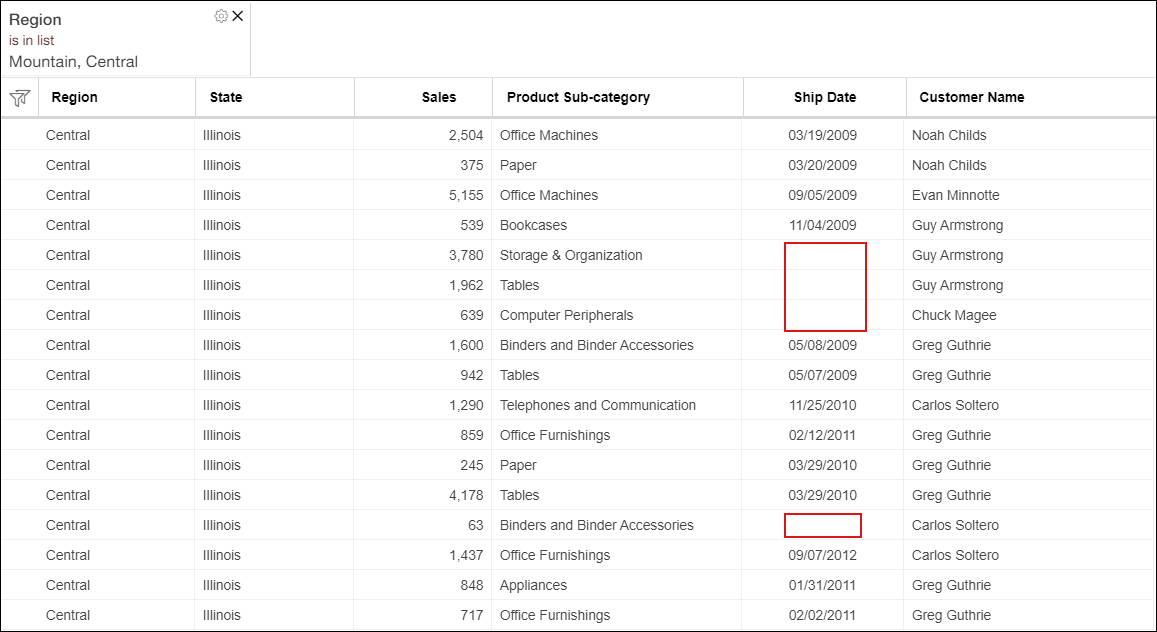 Region
is in list
Mountain, Central
Region State Sales Product Sub-category Ship Date Customer Name
Central Illinois 2,504 Office Machines 03/19/2009 Noah Childs
Central Illinois 375 Paper 03/20/2009 Noah Childs
Central Illinois 5,155 Office Machines 09/05/2009 Evan Minnotte
Central Illinois 539 Bookcases 11/04/2009 Guy Armstrong
Central Illinois 3,780 Storage & Organization Guy Armstrong
Central Illinois 1,962 Tables Guy Armstrong
Central Illinois 639 Computer Peripherals Chuck Magee
Central Illinois 1,600 Binders and Binder Accessories 05/08/2009 Greg Guthrie
Central Illinois 942 Tables 05/07/2009 Greg Guthrie
Central Illinois 1,290 Telephones and Communication 11/25/2010 Carlos Soltero
Central Illinois 859 Office Furnishings 02/12/2011 Greg Guthrie
Central Illinois 245 Paper 03/29/2010 Greg Guthrie
Central Illinois 4,178 Tables 03/29/2010 Greg Guthrie
Central Illinois 63 Binders and Binder Accessories Carlos Soltero
Central Illinois 1,437 Office Furnishings 09/07/2012 Carlos Soltero
Central Illinois 848 Appliances 01/31/2011 Greg Guthrie
Central Illinois 717 Office Furnishings 02/02/2011 Greg Guthrie